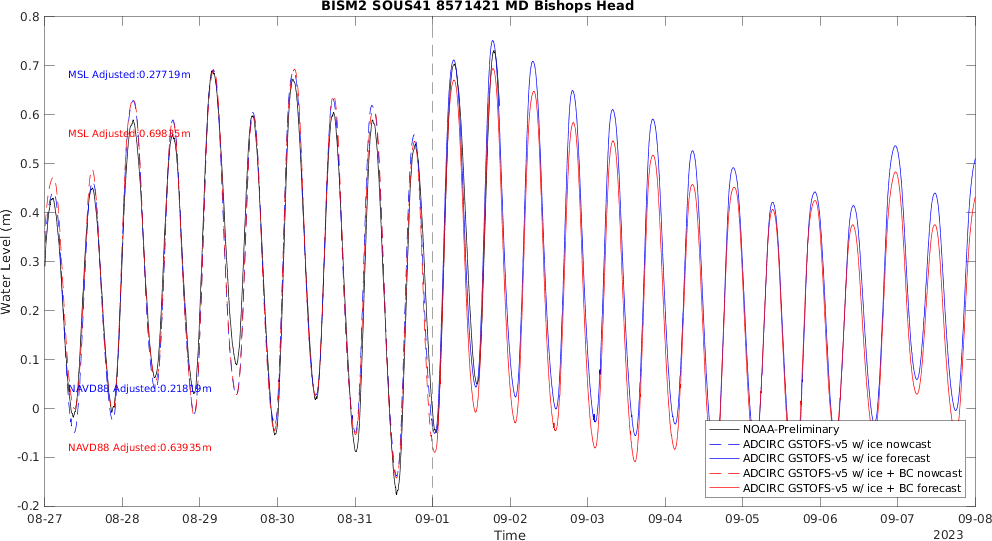 BISM2 SOUS41 8571421 MD Bishops Head
Water Level (m)
0.8
0.7
0.6
0.5
0.4
0.3
0.2
0.1
0
-0.1
-0.2
MSL Adjusted:0.27719m
MSL Adjusted:0.69835m
NAVD88 Adjusted:0.21819m
NAVD88 Adjusted:0.63935m
NOAA-Preliminary
ADCIRC GSTOFS-v5 w/ ice nowcast
ADCIRC GSTOFS-v5 w/ ice forecast
ADCIRC GSTOFS-v5 w/ ice + BC nowcast
ADCIRC GSTOFS-v5 w/ ice + BC forecast
08-27 08-28 08-29 08-30 08-31 09-01 09-02 09-03 09-04 09-05 09-06 09-07 09-08
Time
2023